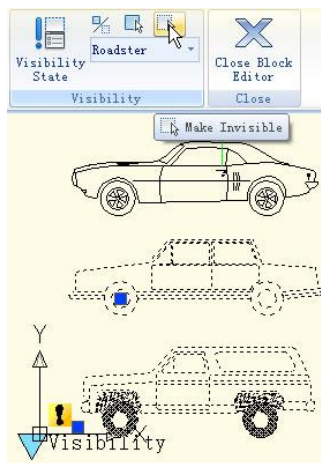 Roadster
Visibility State
Close Block Editor
Visibility
Close
Make Invisible
Y
X
Visibility